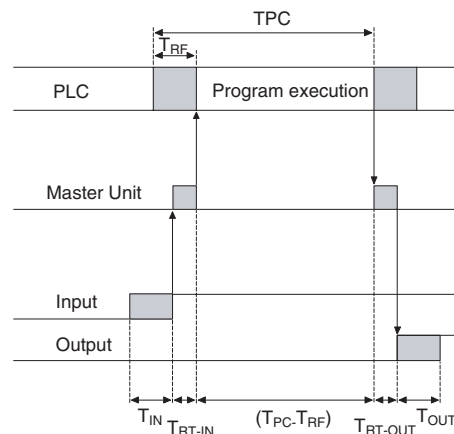 TPC
TRF
PLC
Program execution
Master Unit
Input
Output
TIN
TRT-IN
(TPC-TRF)
TRT-OUT
TOUT